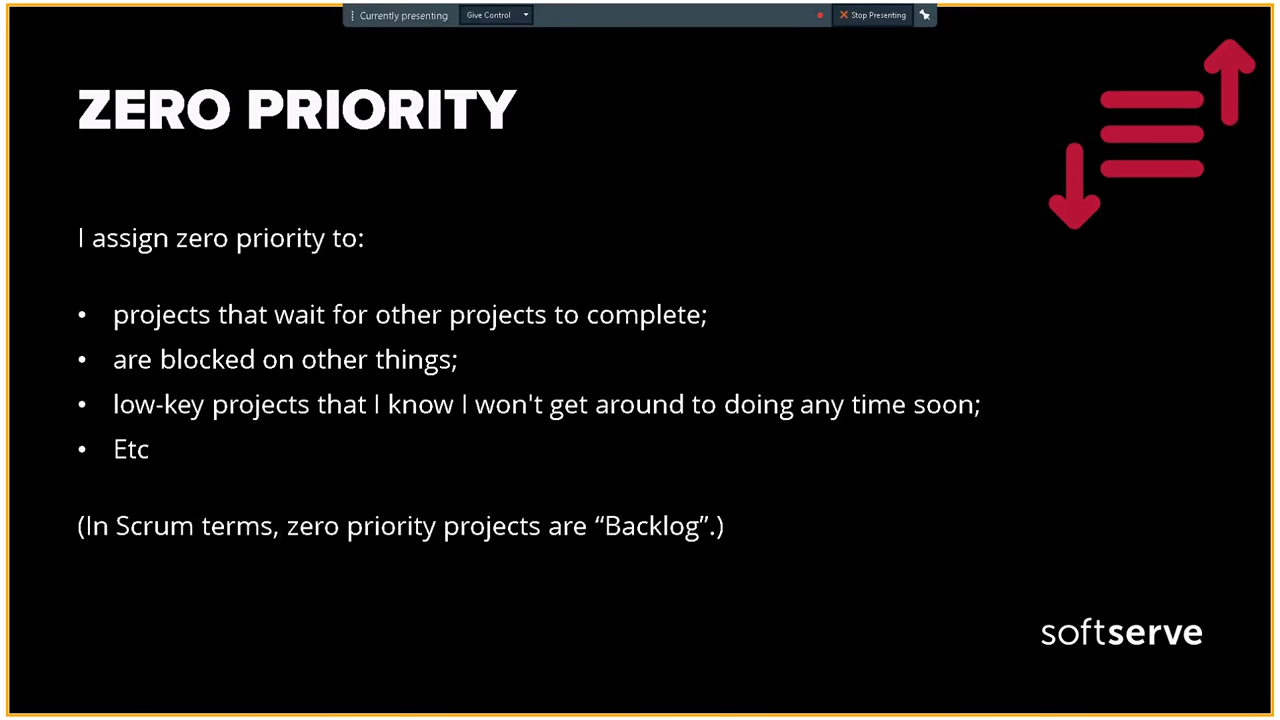 Currently presenting Give Control Stop Presenting
ZERO PRIORITY
I assign zero priority to:
• projects that wait for other projects to complete;
• are blocked on other things;
• low-key projects that I know I won't get around to doing any time soon;
• Etc
(In Scrum terms, zero priority projects are “Backlog”.)
softserve